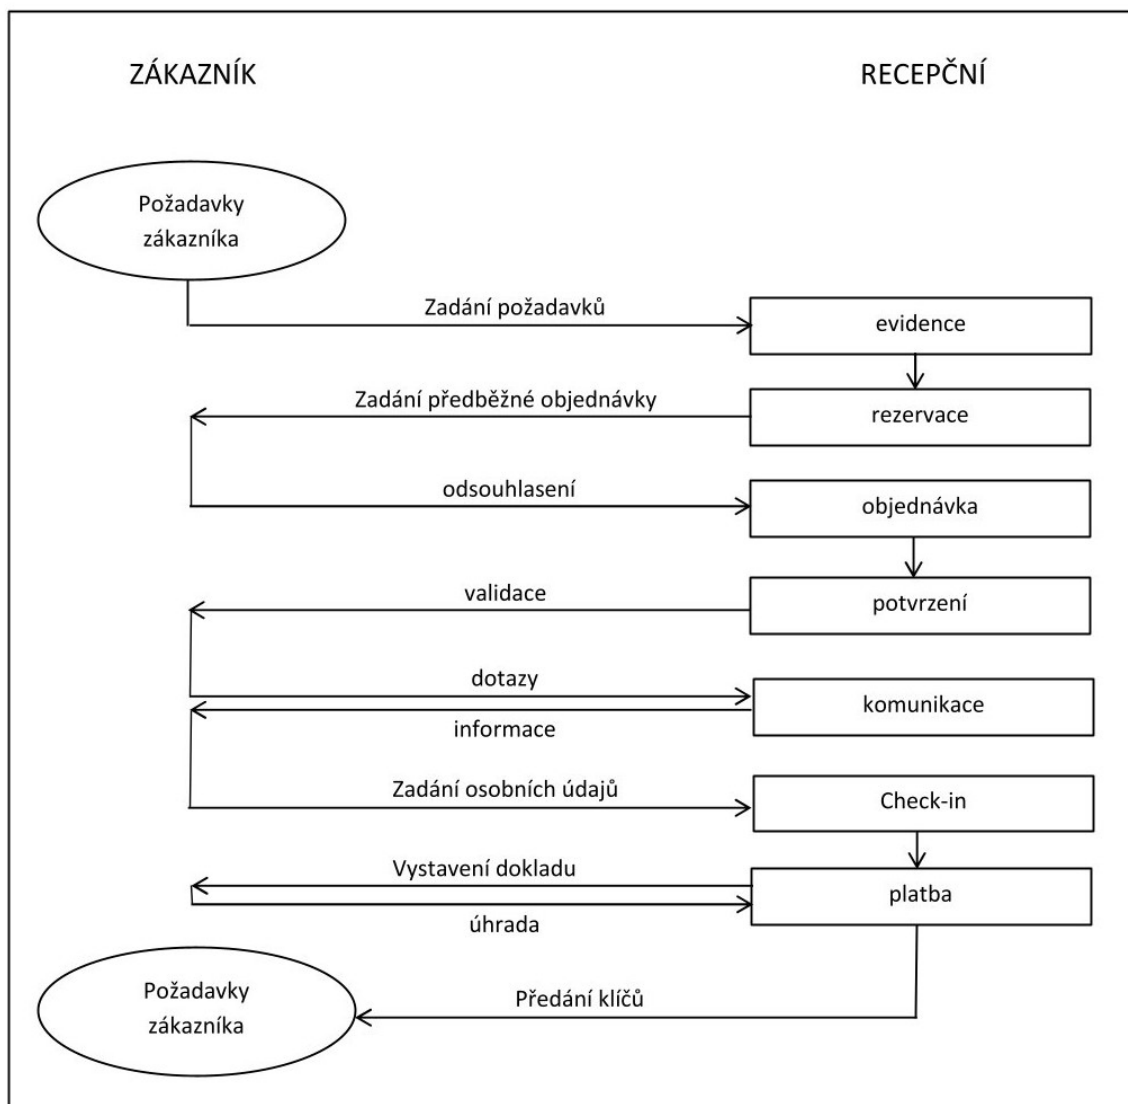 ZÁKAZNÍK
RECEPČNÍ
Požadavky
zákazníka
Zadání požadavků
evidence
Zadání předběžné objednávky
rezervace
odsouhlasení
objednávka
validace
potvrzení
dotazy
komunikace
informace
Zadání osobních údajů
Check-in
Vystavení dokladu
platba
úhrada
Požadavky
zákazníka
Předání klíčů